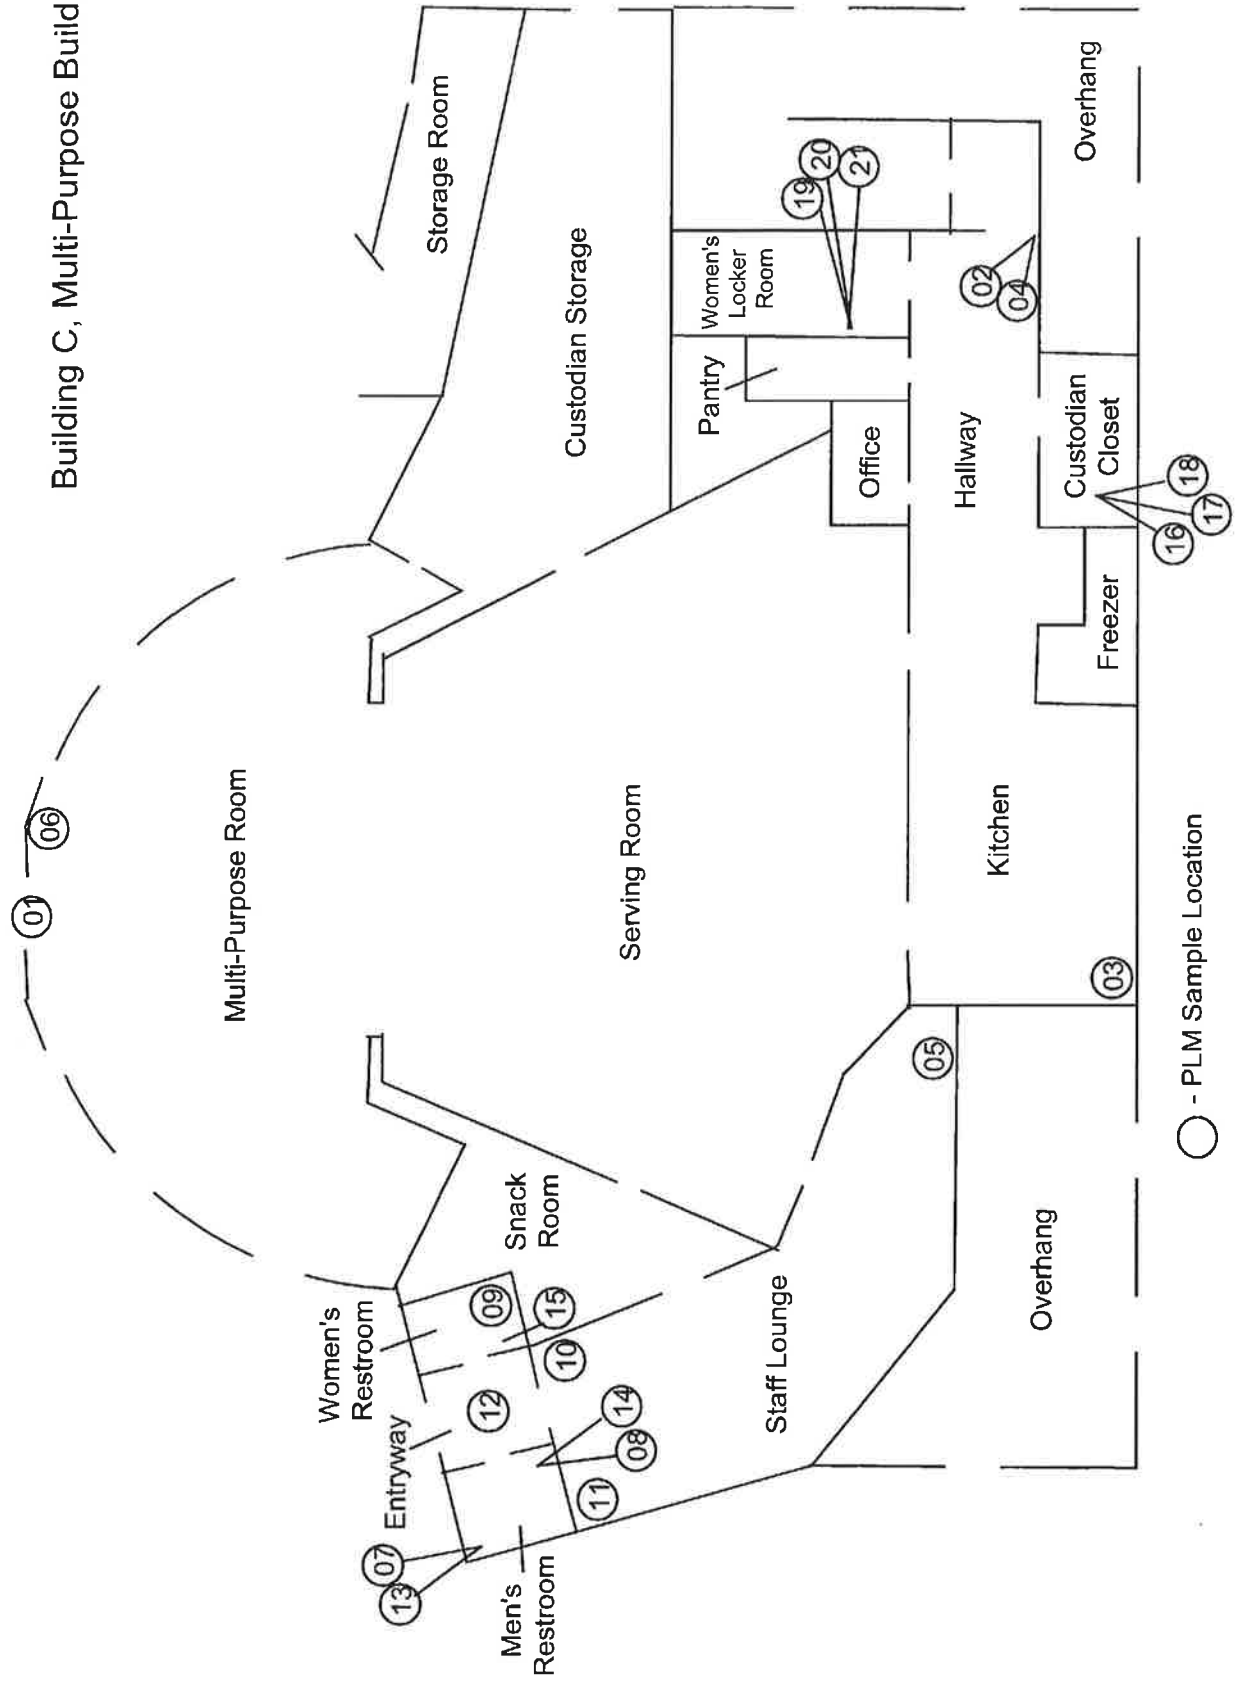 Building C, Multi-Purpose Build
01
06
Multi-Purpose Room
Women's
Restroom
07
Entryway
13
Storage Room
12
09
Men's
Restroom
Snack
Room
15
10
Custodian Storage
11
14
08
Serving Room
Pantry
Women's
Locker
Room
Staff Lounge
19
20
21
Office
05
Hallway
02
Kitchen
04
Overhang
Custodian
Closet
Overhang
Freezer
03
16
18
17
- PLM Sample Location